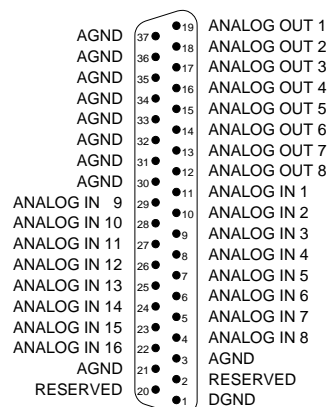 19 ANALOG OUT 1
AGND 37
18 ANALOG OUT 2
AGND 36
17 ANALOG OUT 3
AGND 35
16 ANALOG OUT 4
AGND 34
15 ANALOG OUT 5
AGND 33
14 ANALOG OUT 6
AGND 32
13 ANALOG OUT 7
AGND 31
12 ANALOG OUT 8
AGND 30
11 ANALOG IN 1
ANALOG IN 9 29
10 ANALOG IN 2
ANALOG IN 10 28
9 ANALOG IN 3
ANALOG IN 11 27
8 ANALOG IN 4
ANALOG IN 12 26
7 ANALOG IN 5
ANALOG IN 13 25
6 ANALOG IN 6
ANALOG IN 14 24
5 ANALOG IN 7
ANALOG IN 15 23
4 ANALOG IN 8
ANALOG IN 16 22
3 AGND
AGND 21
2 RESERVED
RESERVED 20
1 DGND